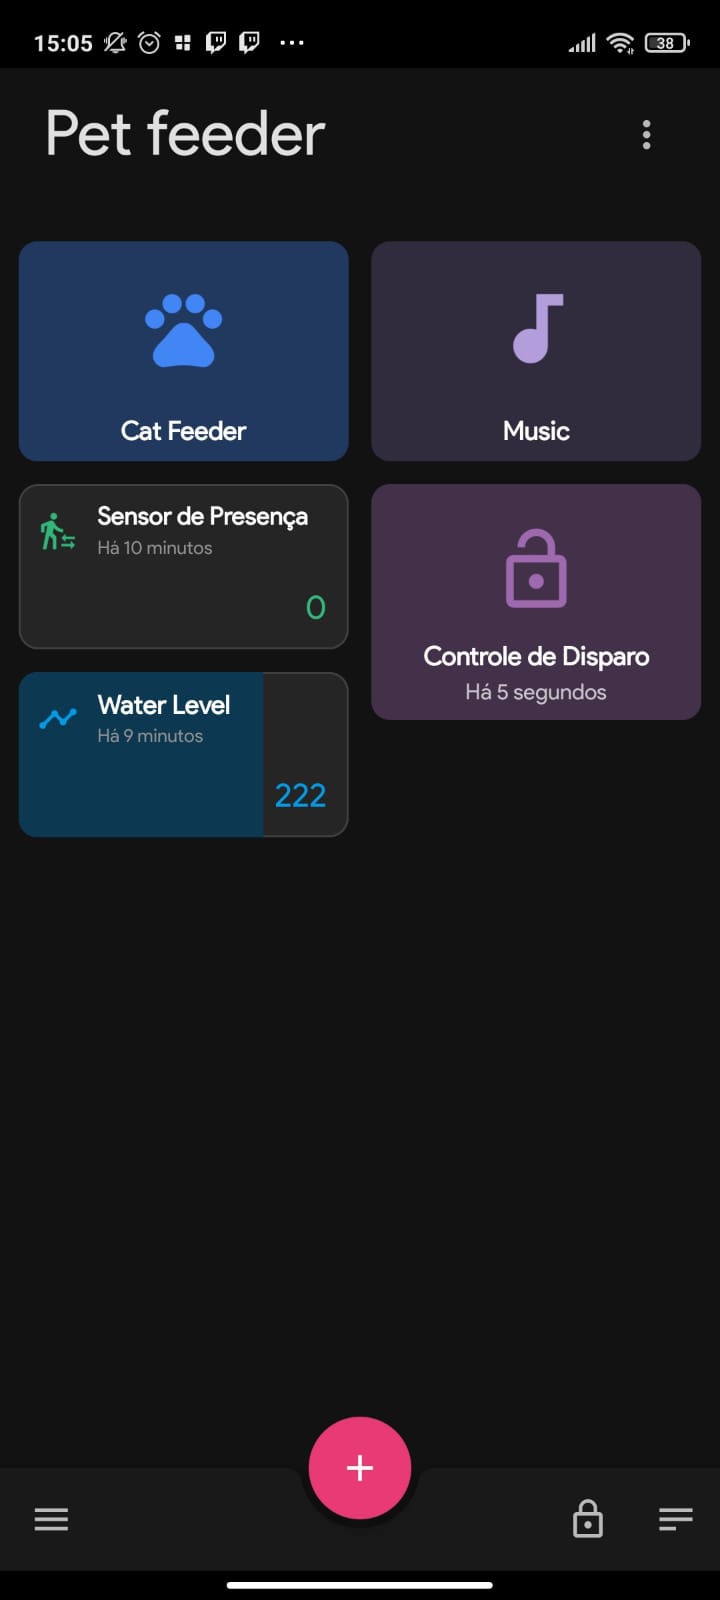 15:05
38
Pet feeder
Cat Feeder
Music
Sensor de Presença
Há 10 minutos
0
Controle de Disparo
Há 5 segundos
Water Level
Há 9 minutos
222